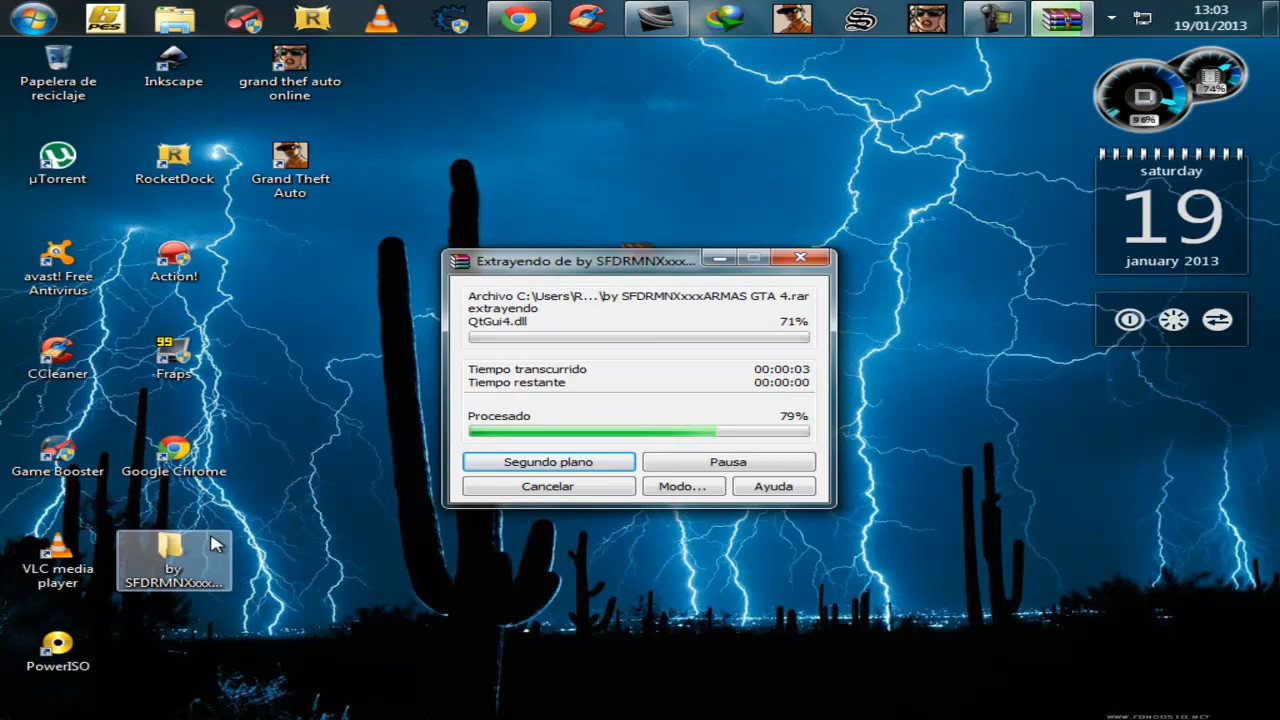 6
PES
R
13:03
19/01/2013
Papelera de
reciclaje
Inkscape
grand thef auto
online
µTorrent
RocketDock
Grand Theft
Auto
avast! Free
Antivirus
Action!
CCleaner
99
Fraps
Game Booster
Google Chrome
VLC media
player
by
SFDRMNXxxx...
PowerISO
96%
74%
saturday
19
january 2013
Extrayendo de by SFDRMNXxxx...
Archivo C:\Users\R...\by SFDRMNXxxxARMAS GTA 4.rar
extrayendo
QtGui4.dll 71%
Tiempo transcurrido 00:00:03
Tiempo restante 00:00:00
Procesado 79%
Segundo plano Pausa
Cancelar Modo... Ayuda